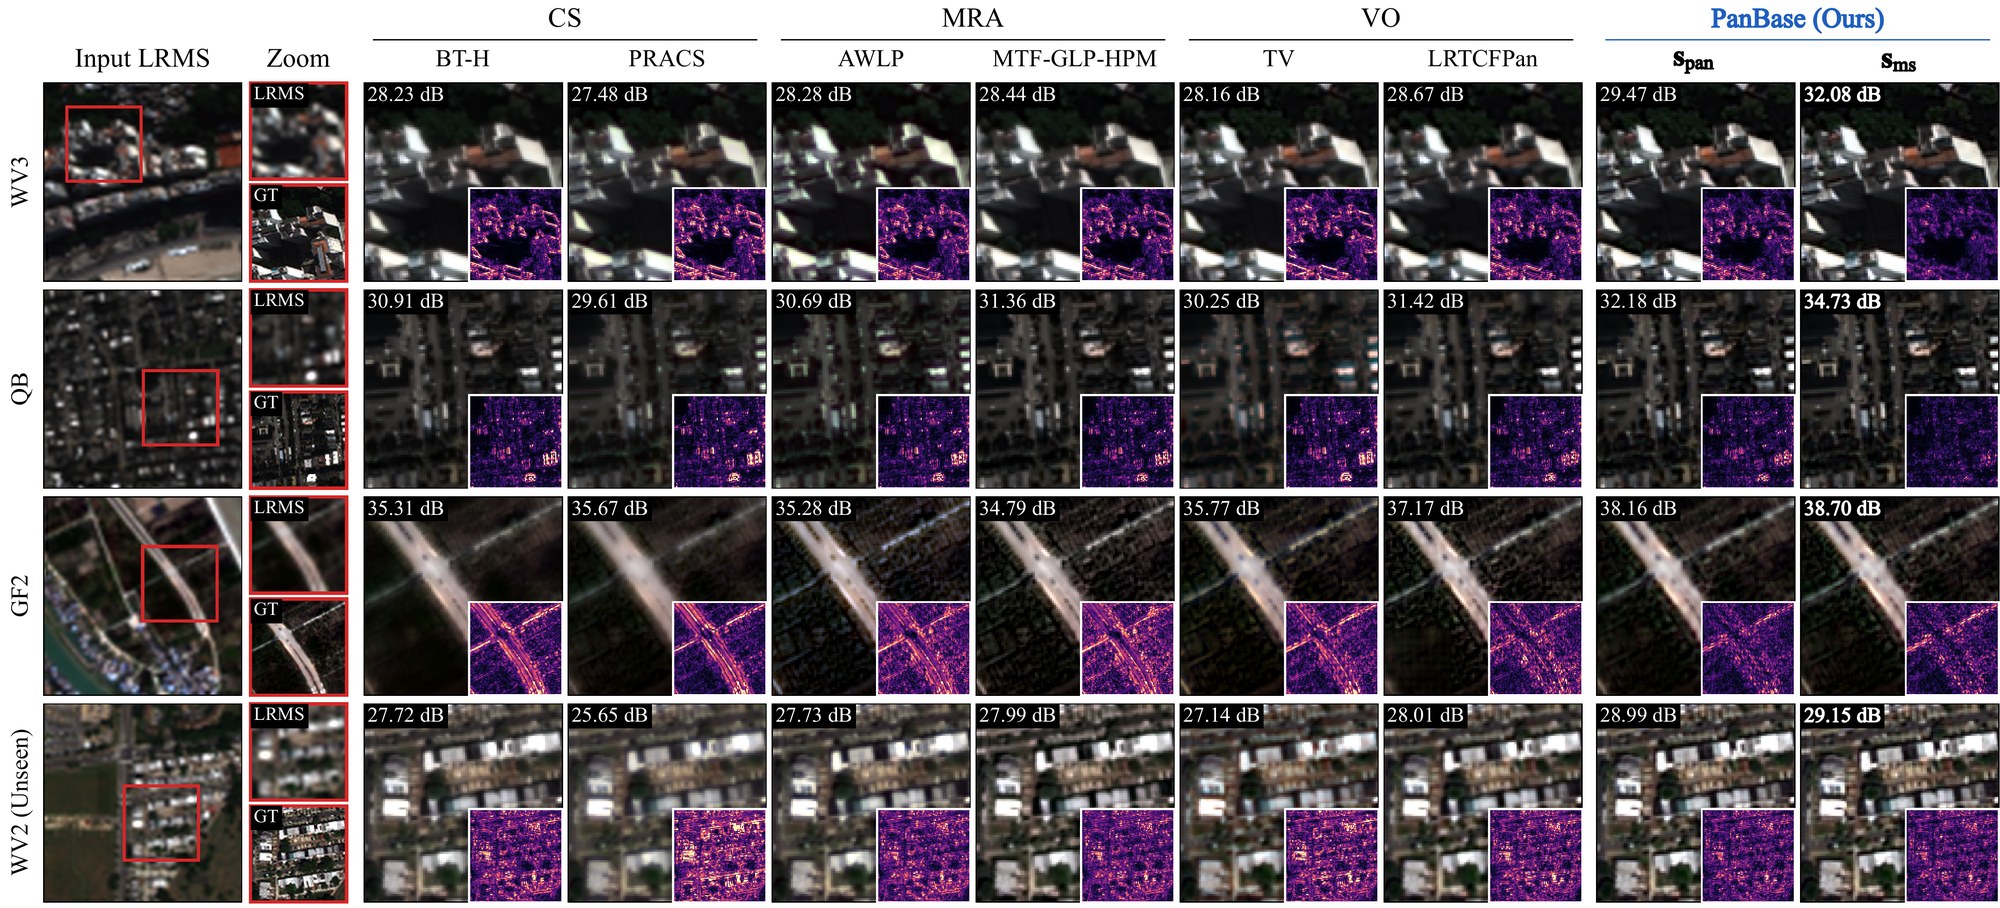 CS MRA VO PanBase (Ours)
Input LRMS Zoom BT-H PRACS AWLP MTF-GLP-HPM TV LRTCFPan Span Sms
WV3
LRMS 28.23 dB 27.48 dB 28.28 dB 28.44 dB 28.16 dB 28.67 dB 29.47 dB 32.08 dB
GT
QB
LRMS 30.91 dB 29.61 dB 30.69 dB 31.36 dB 30.25 dB 31.42 dB 32.18 dB 34.73 dB
GT
GF2
LRMS 35.31 dB 35.67 dB 35.28 dB 34.79 dB 35.77 dB 37.17 dB 38.16 dB 38.70 dB
GT
WV2 (Unseen)
LRMS 27.72 dB 25.65 dB 27.73 dB 27.99 dB 27.14 dB 28.01 dB 28.99 dB 29.15 dB
GT